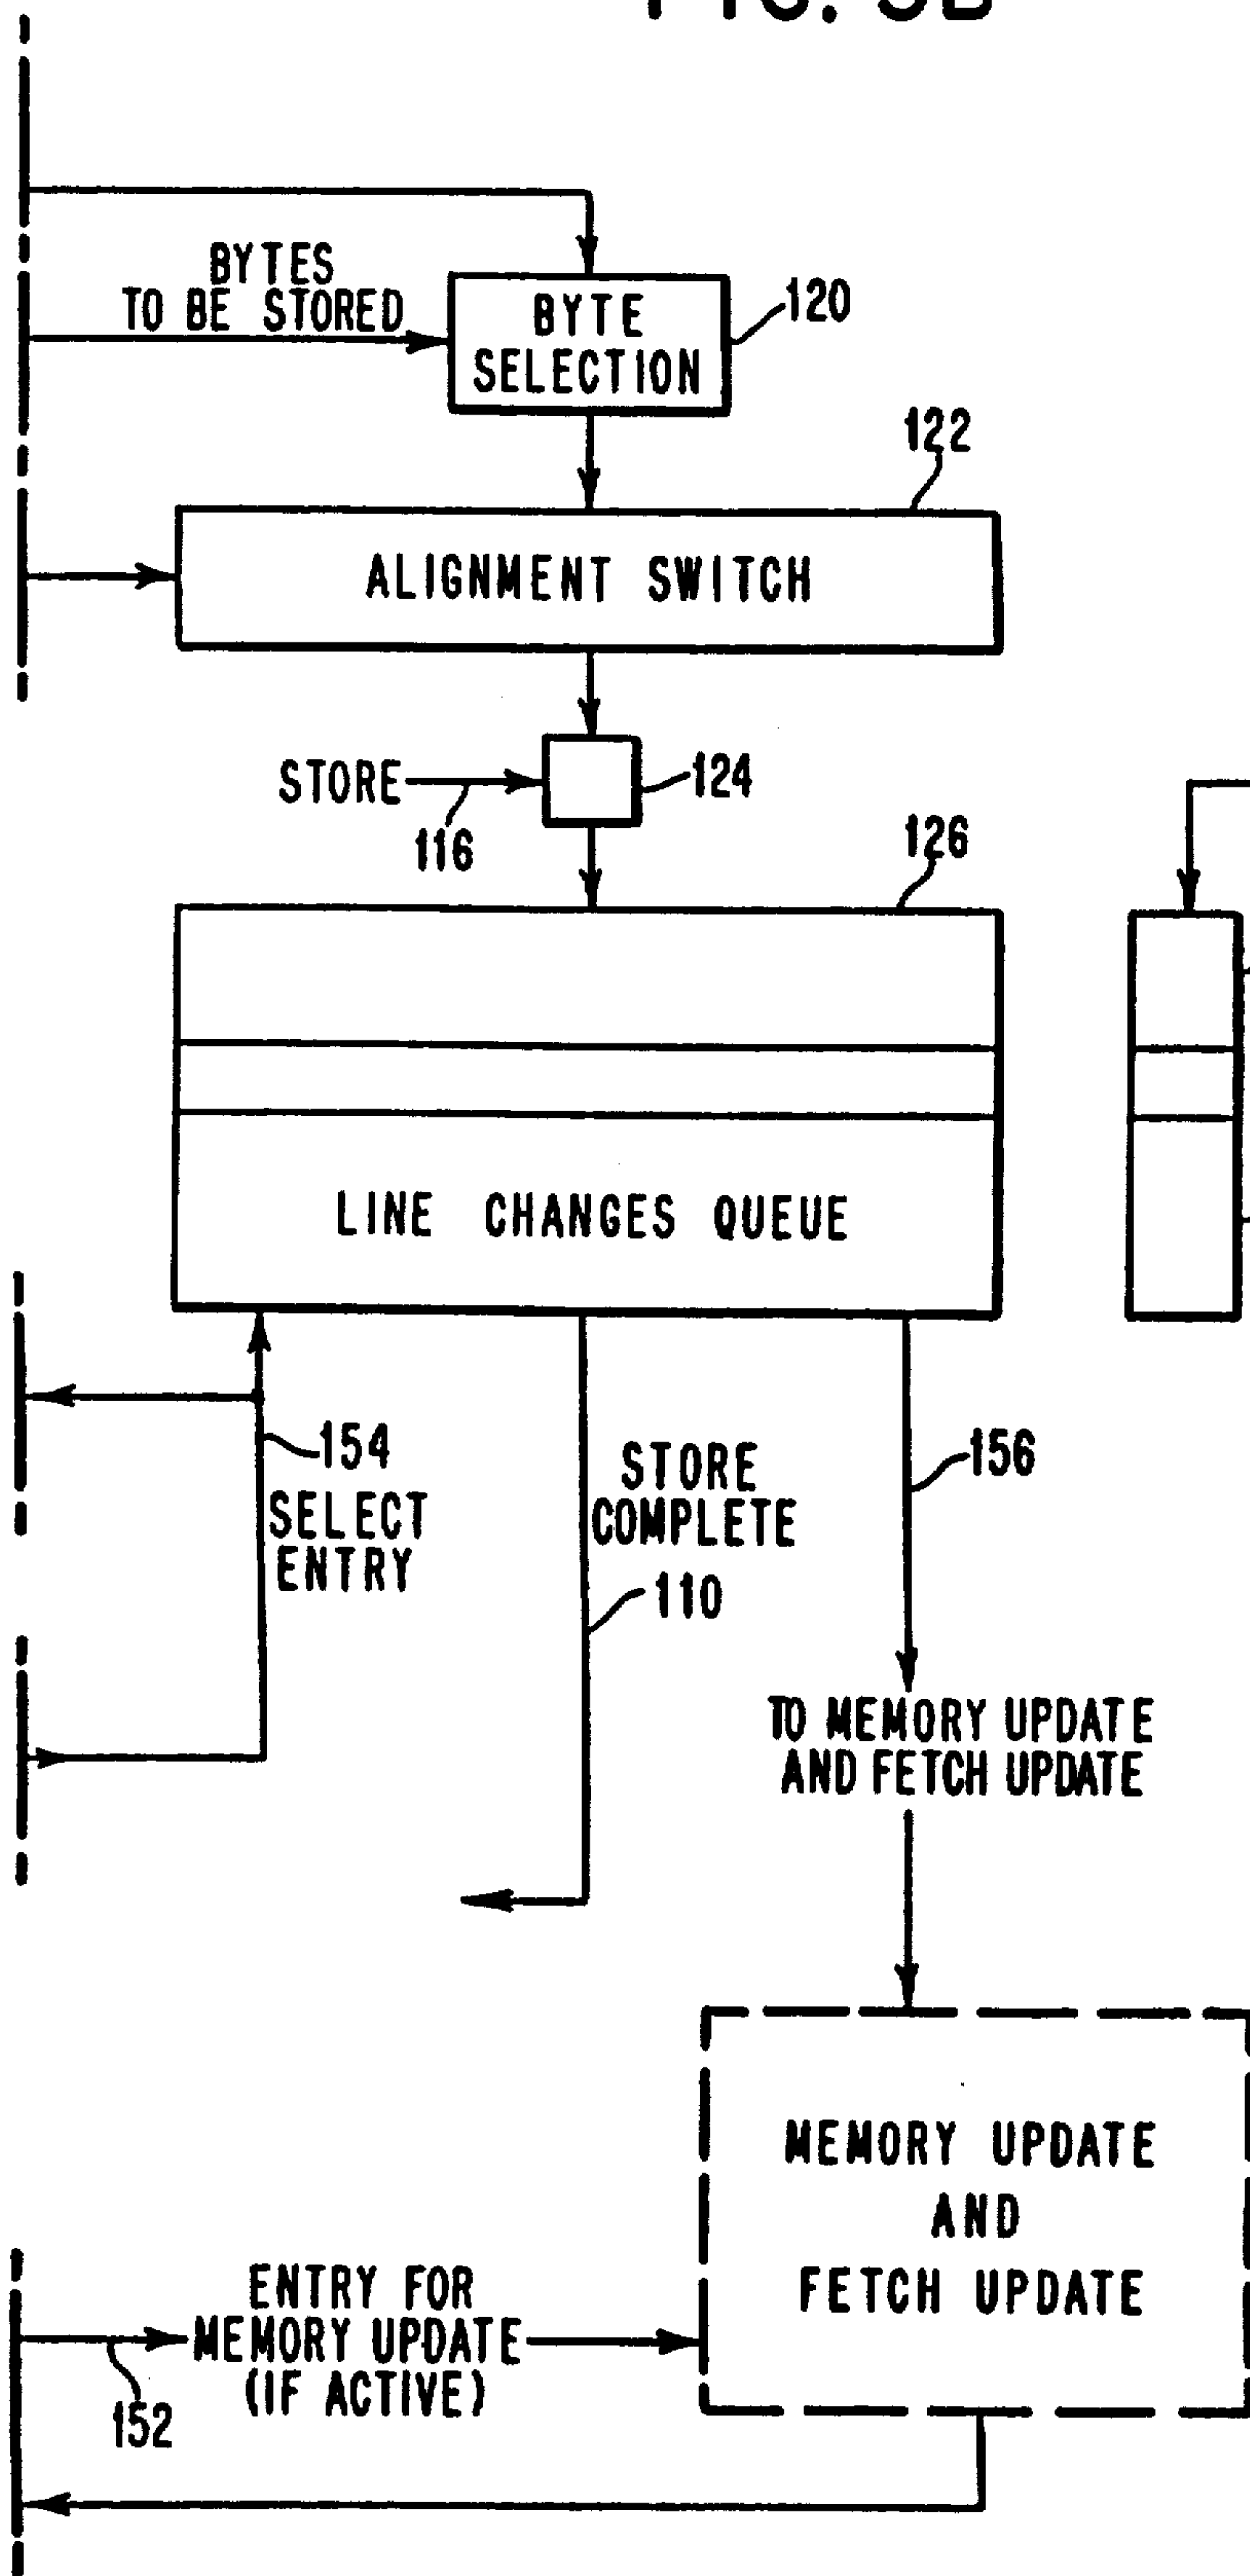 FIG. 3B
BYTES
TO BE STORED
BYTE
SELECTION
120
122
ALIGNMENT SWITCH
STORE
116
124
126
LINE CHANGES QUEUE
154
SELECT
ENTRY
STORE
COMPLETE
110
156
TO MEMORY UPDATE
AND FETCH UPDATE
MEMORY UPDATE
AND
FETCH UPDATE
ENTRY FOR
MEMORY UPDATE
(IF ACTIVE)
152